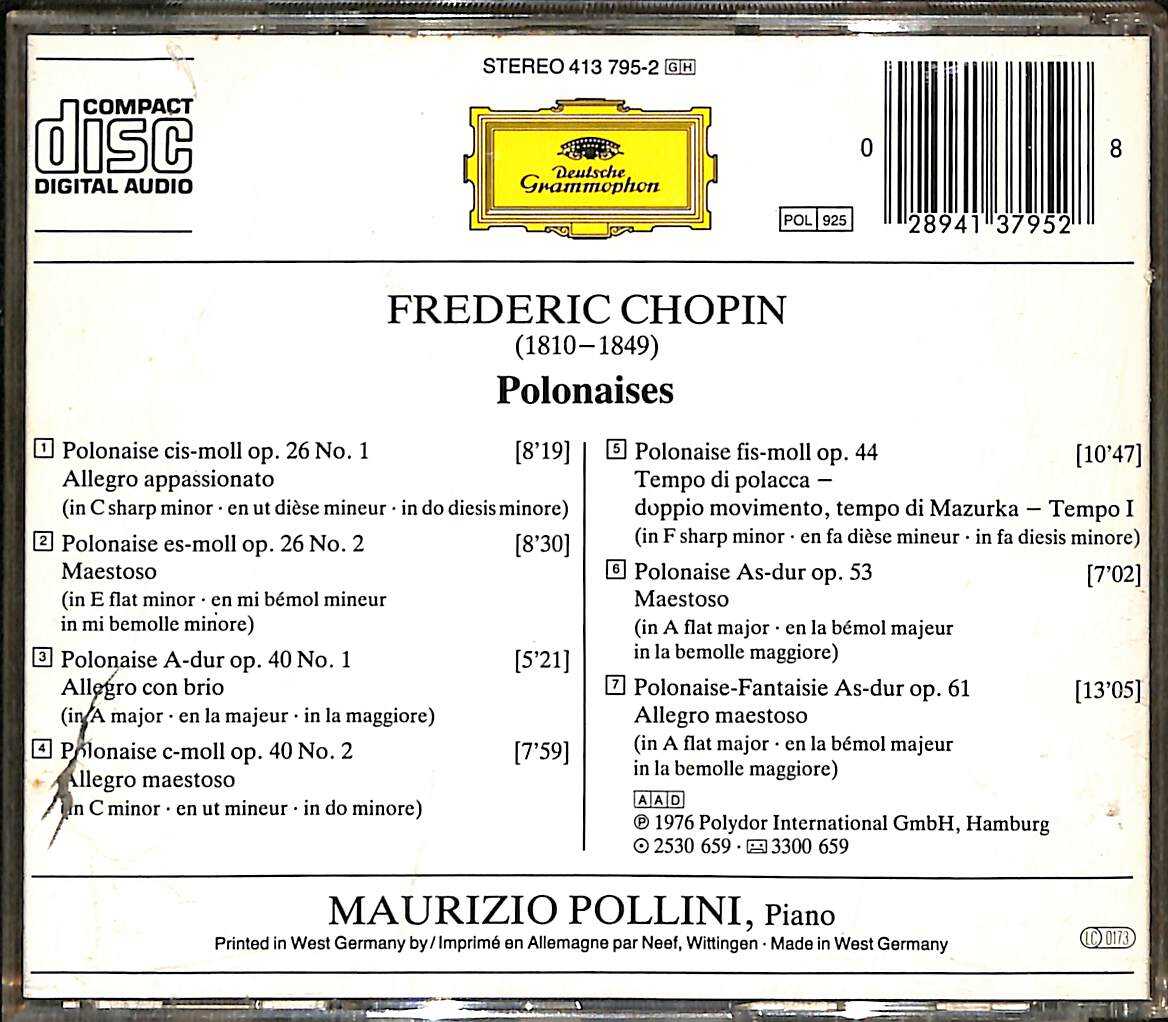 COMPACT
disc
DIGITAL AUDIO
STEREO 413 795-2 GH
Deutsche
Grammophon
POL 925
0
28941 37952
8
FREDERIC CHOPIN
(1810–1849)
Polonaises
1 Polonaise cis-moll op. 26 No. 1 [8'19]
Allegro appassionato
(in C sharp minor · en ut dièse mineur · in do diesis minore)
2 Polonaise es-moll op. 26 No. 2 [8'30]
Maestoso
(in E flat minor · en mi bémol mineur
in mi bemolle minore)
3 Polonaise A-dur op. 40 No. 1 [5'21]
Allegro con brio
(in A major · en la majeur · in la maggiore)
4 Polonaise c-moll op. 40 No. 2 [7'59]
Allegro maestoso
(in C minor · en ut mineur · in do minore)
5 Polonaise fis-moll op. 44 [10'47]
Tempo di polacca –
doppio movimento, tempo di Mazurka – Tempo I
(in F sharp minor · en fa dièse mineur · in fa diesis minore)
6 Polonaise As-dur op. 53 [7'02]
Maestoso
(in A flat major · en la bémol majeur
in la bemolle maggiore)
7 Polonaise-Fantaisie As-dur op. 61 [13'05]
Allegro maestoso
(in A flat major · en la bémol majeur
in la bemolle maggiore)
AAD
℗ 1976 Polydor International GmbH, Hamburg
2530 659 · 3300 659
MAURIZIO POLLINI, Piano
Printed in West Germany by / Imprimé en Allemagne par Neef, Wittingen · Made in West Germany
LC 0173